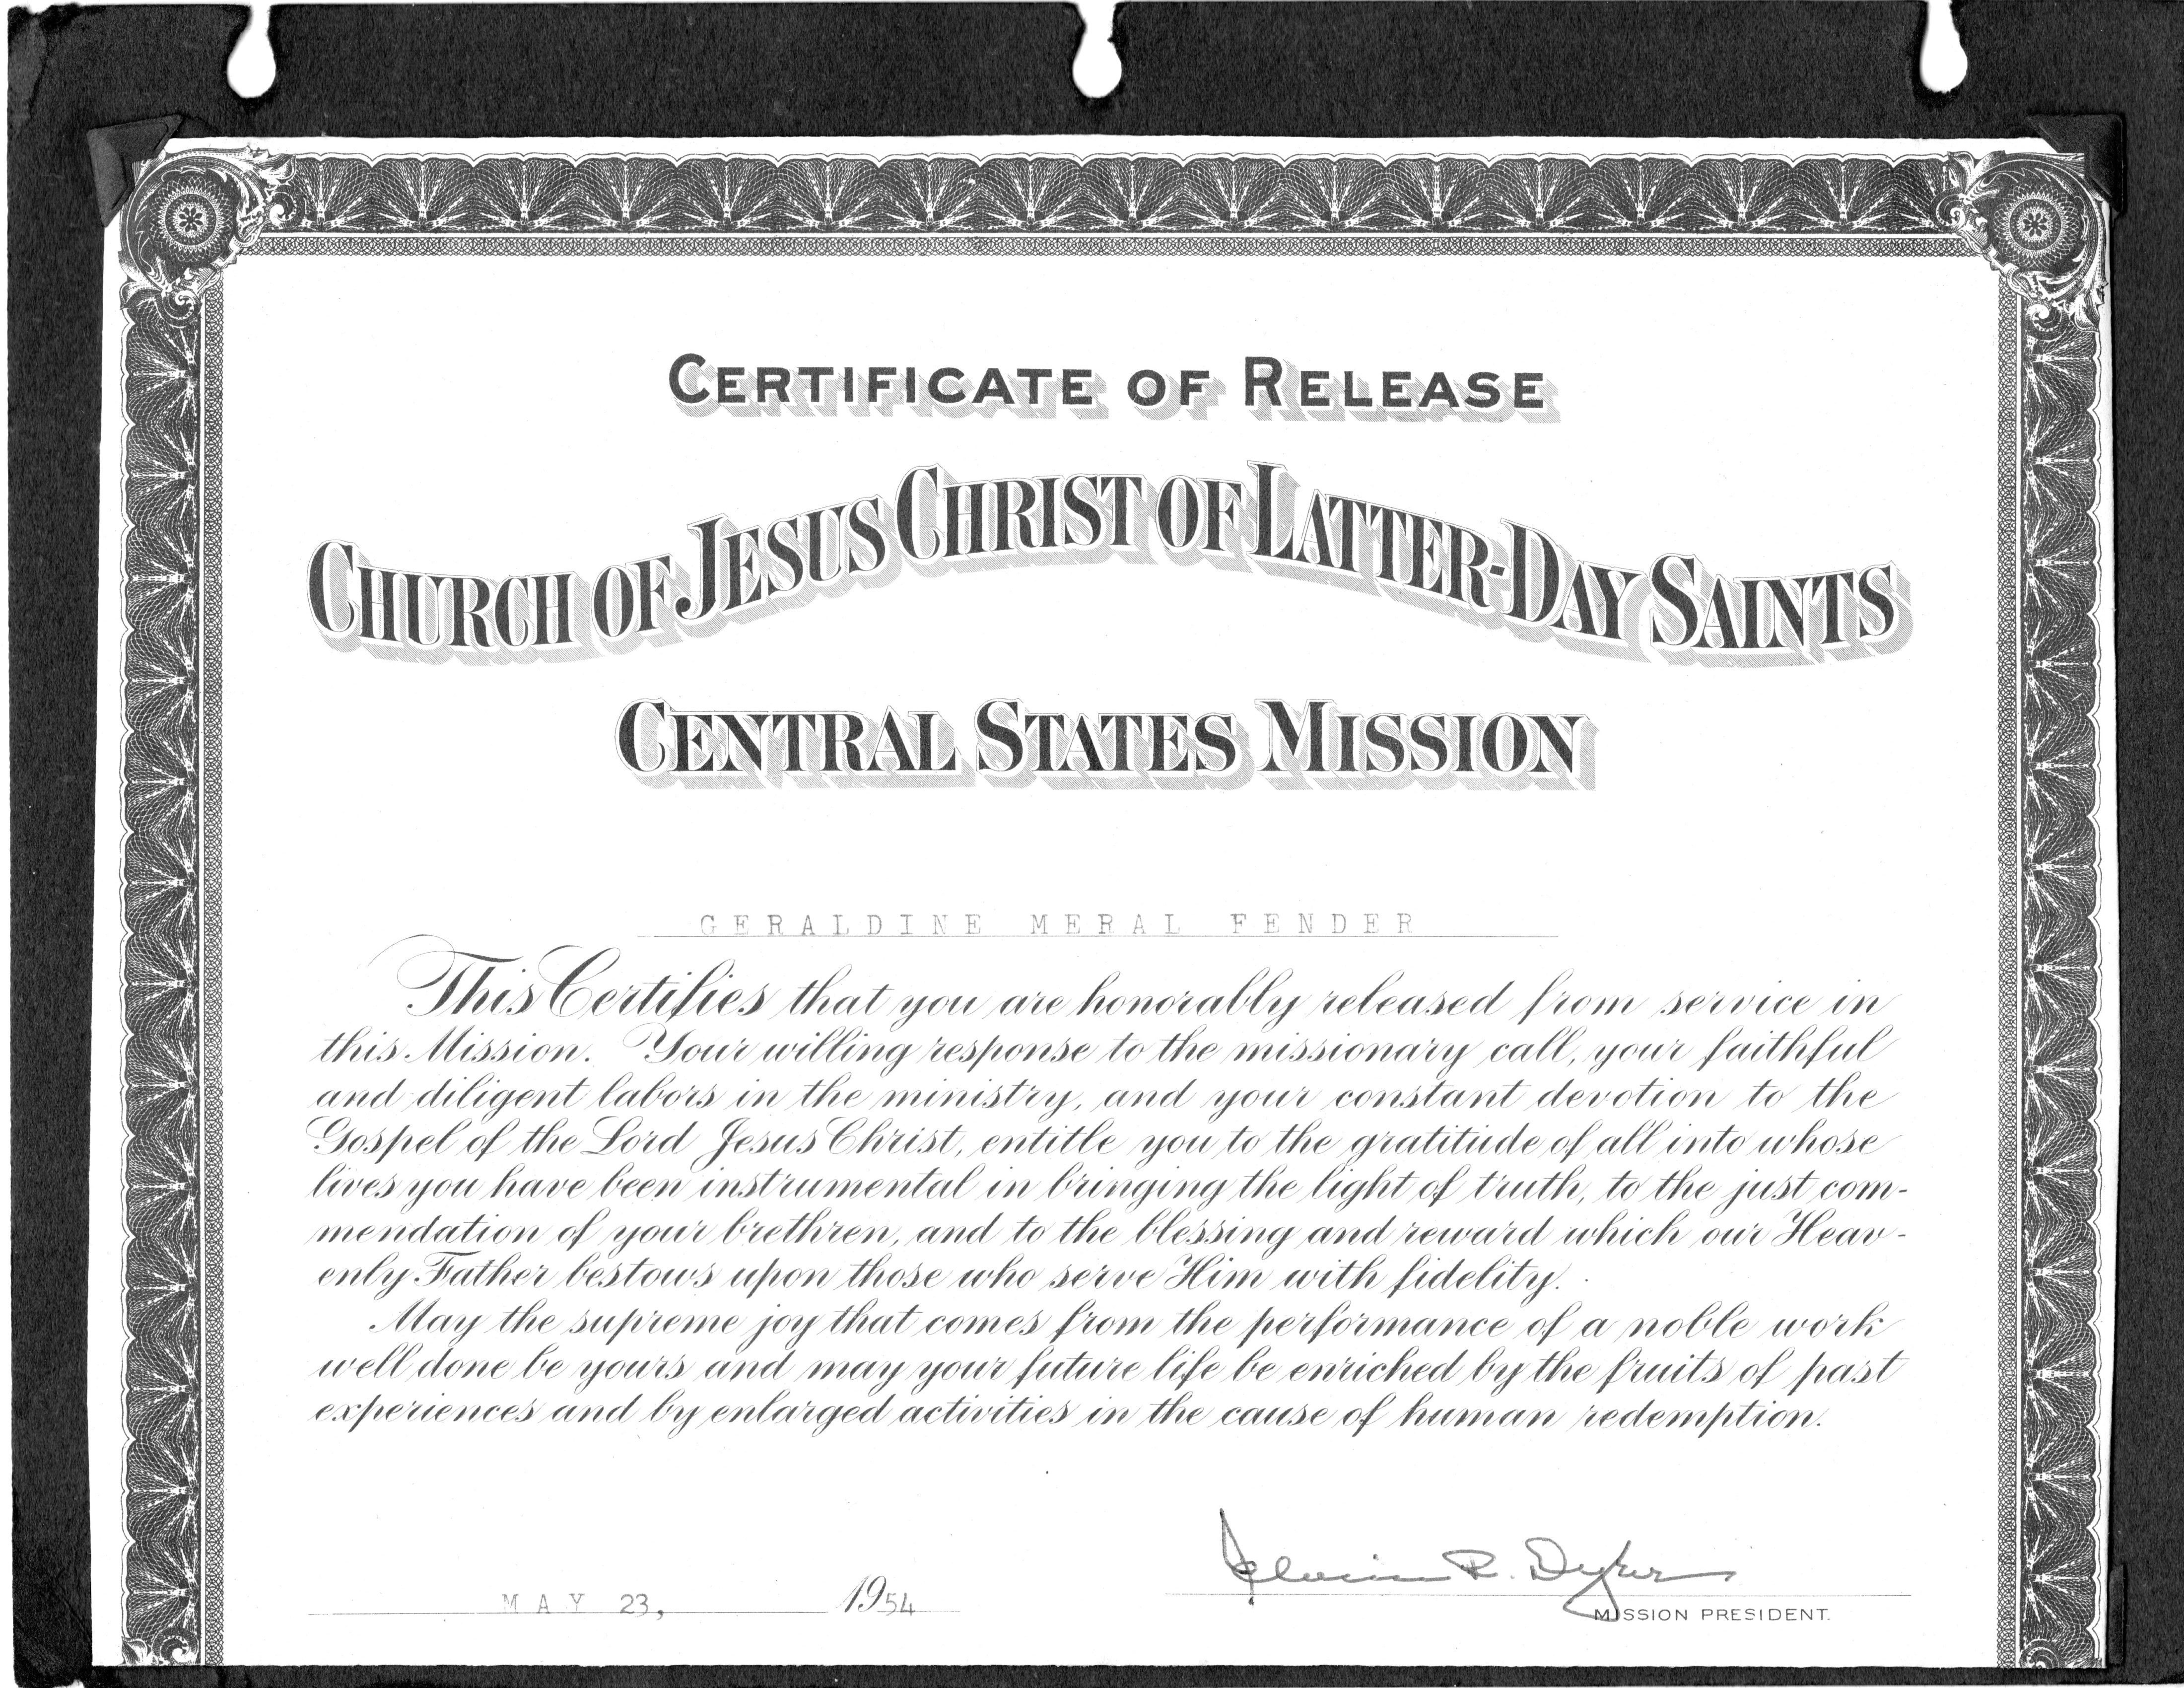 CERTIFICATE OF RELEASE
CHURCH OF JESUS CHRIST OF LATTER-DAY SAINTS
CENTRAL STATES MISSION
GERALDINE MERAL FENDER
This Certifies that you are honorably released from service in
this Mission. Your willing response to the missionary call, your faithful
and diligent labors in the ministry, and your constant devotion to the
Gospel of the Lord Jesus Christ, entitle you to the gratitude of all into whose
lives you have been instrumental in bringing the light of truth, to the just com-
mendation of your brethren, and to the blessing and reward which our Heav-
enly Father bestows upon those who serve Him with fidelity.
May the supreme joy that comes from the performance of a noble work
well done be yours and may your future life be enriched by the fruits of past
experiences and by enlarged activities in the cause of human redemption.
MAY 23, 1954
R. Dyer
MISSION PRESIDENT.